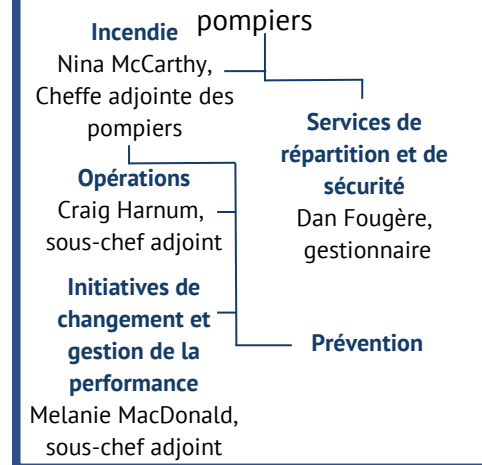 pompiers
Incendie
Nina McCarthy,
Cheffe adjointe des
pompiers
Services de
répartition et de
sécurité
Dan Fougère,
gestionnaire
Opérations
Craig Harnum,
sous-chef adjoint
Initiatives de
changement et
gestion de la
performance
Melanie MacDonald,
sous-chef adjoint
Prévention